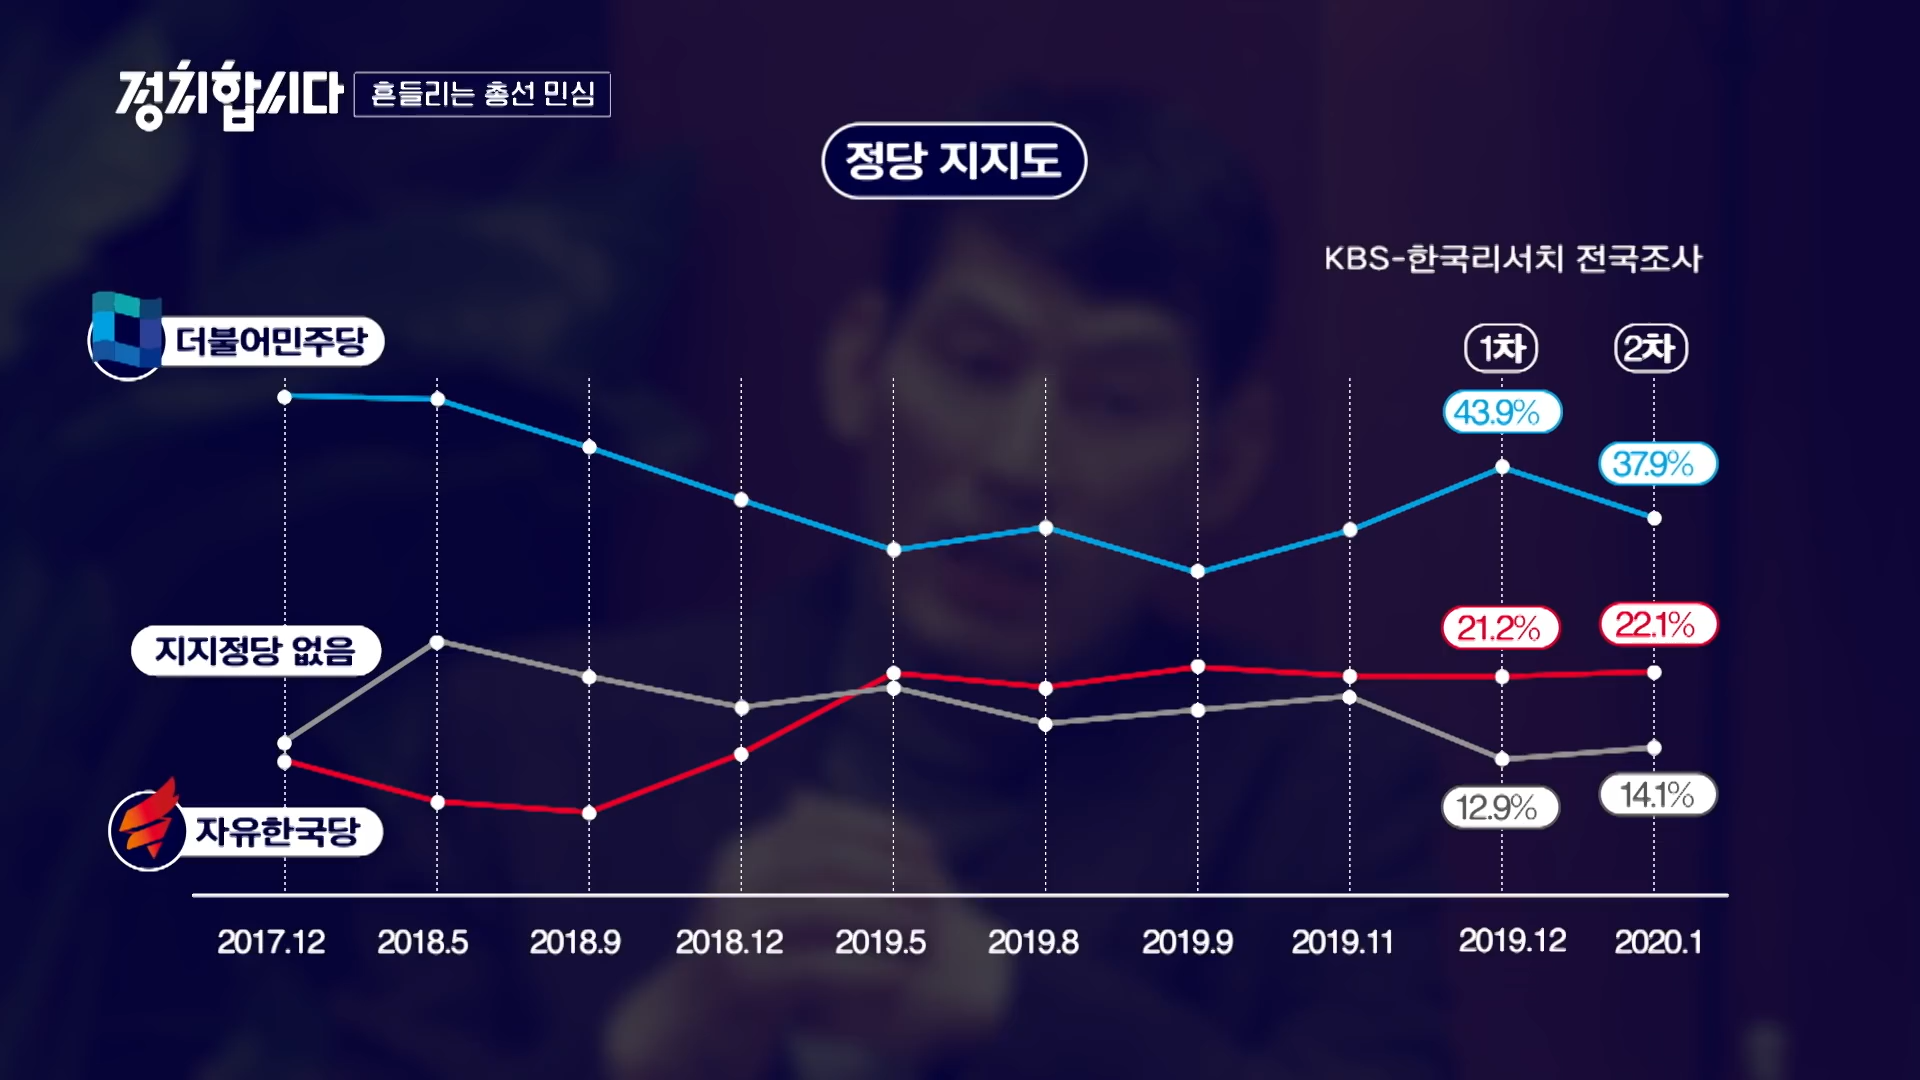 정치합시다 흔들리는 총선 민심
정당 지지도
KBS-한국리서치 전국조사
더불어민주당
1차 2차
43.9%
37.9%
21.2% 22.1%
지지정당 없음
12.9% 14.1%
자유한국당
2017.12 2018.5 2018.9 2018.12 2019.5 2019.8 2019.9 2019.11 2019.12 2020.1